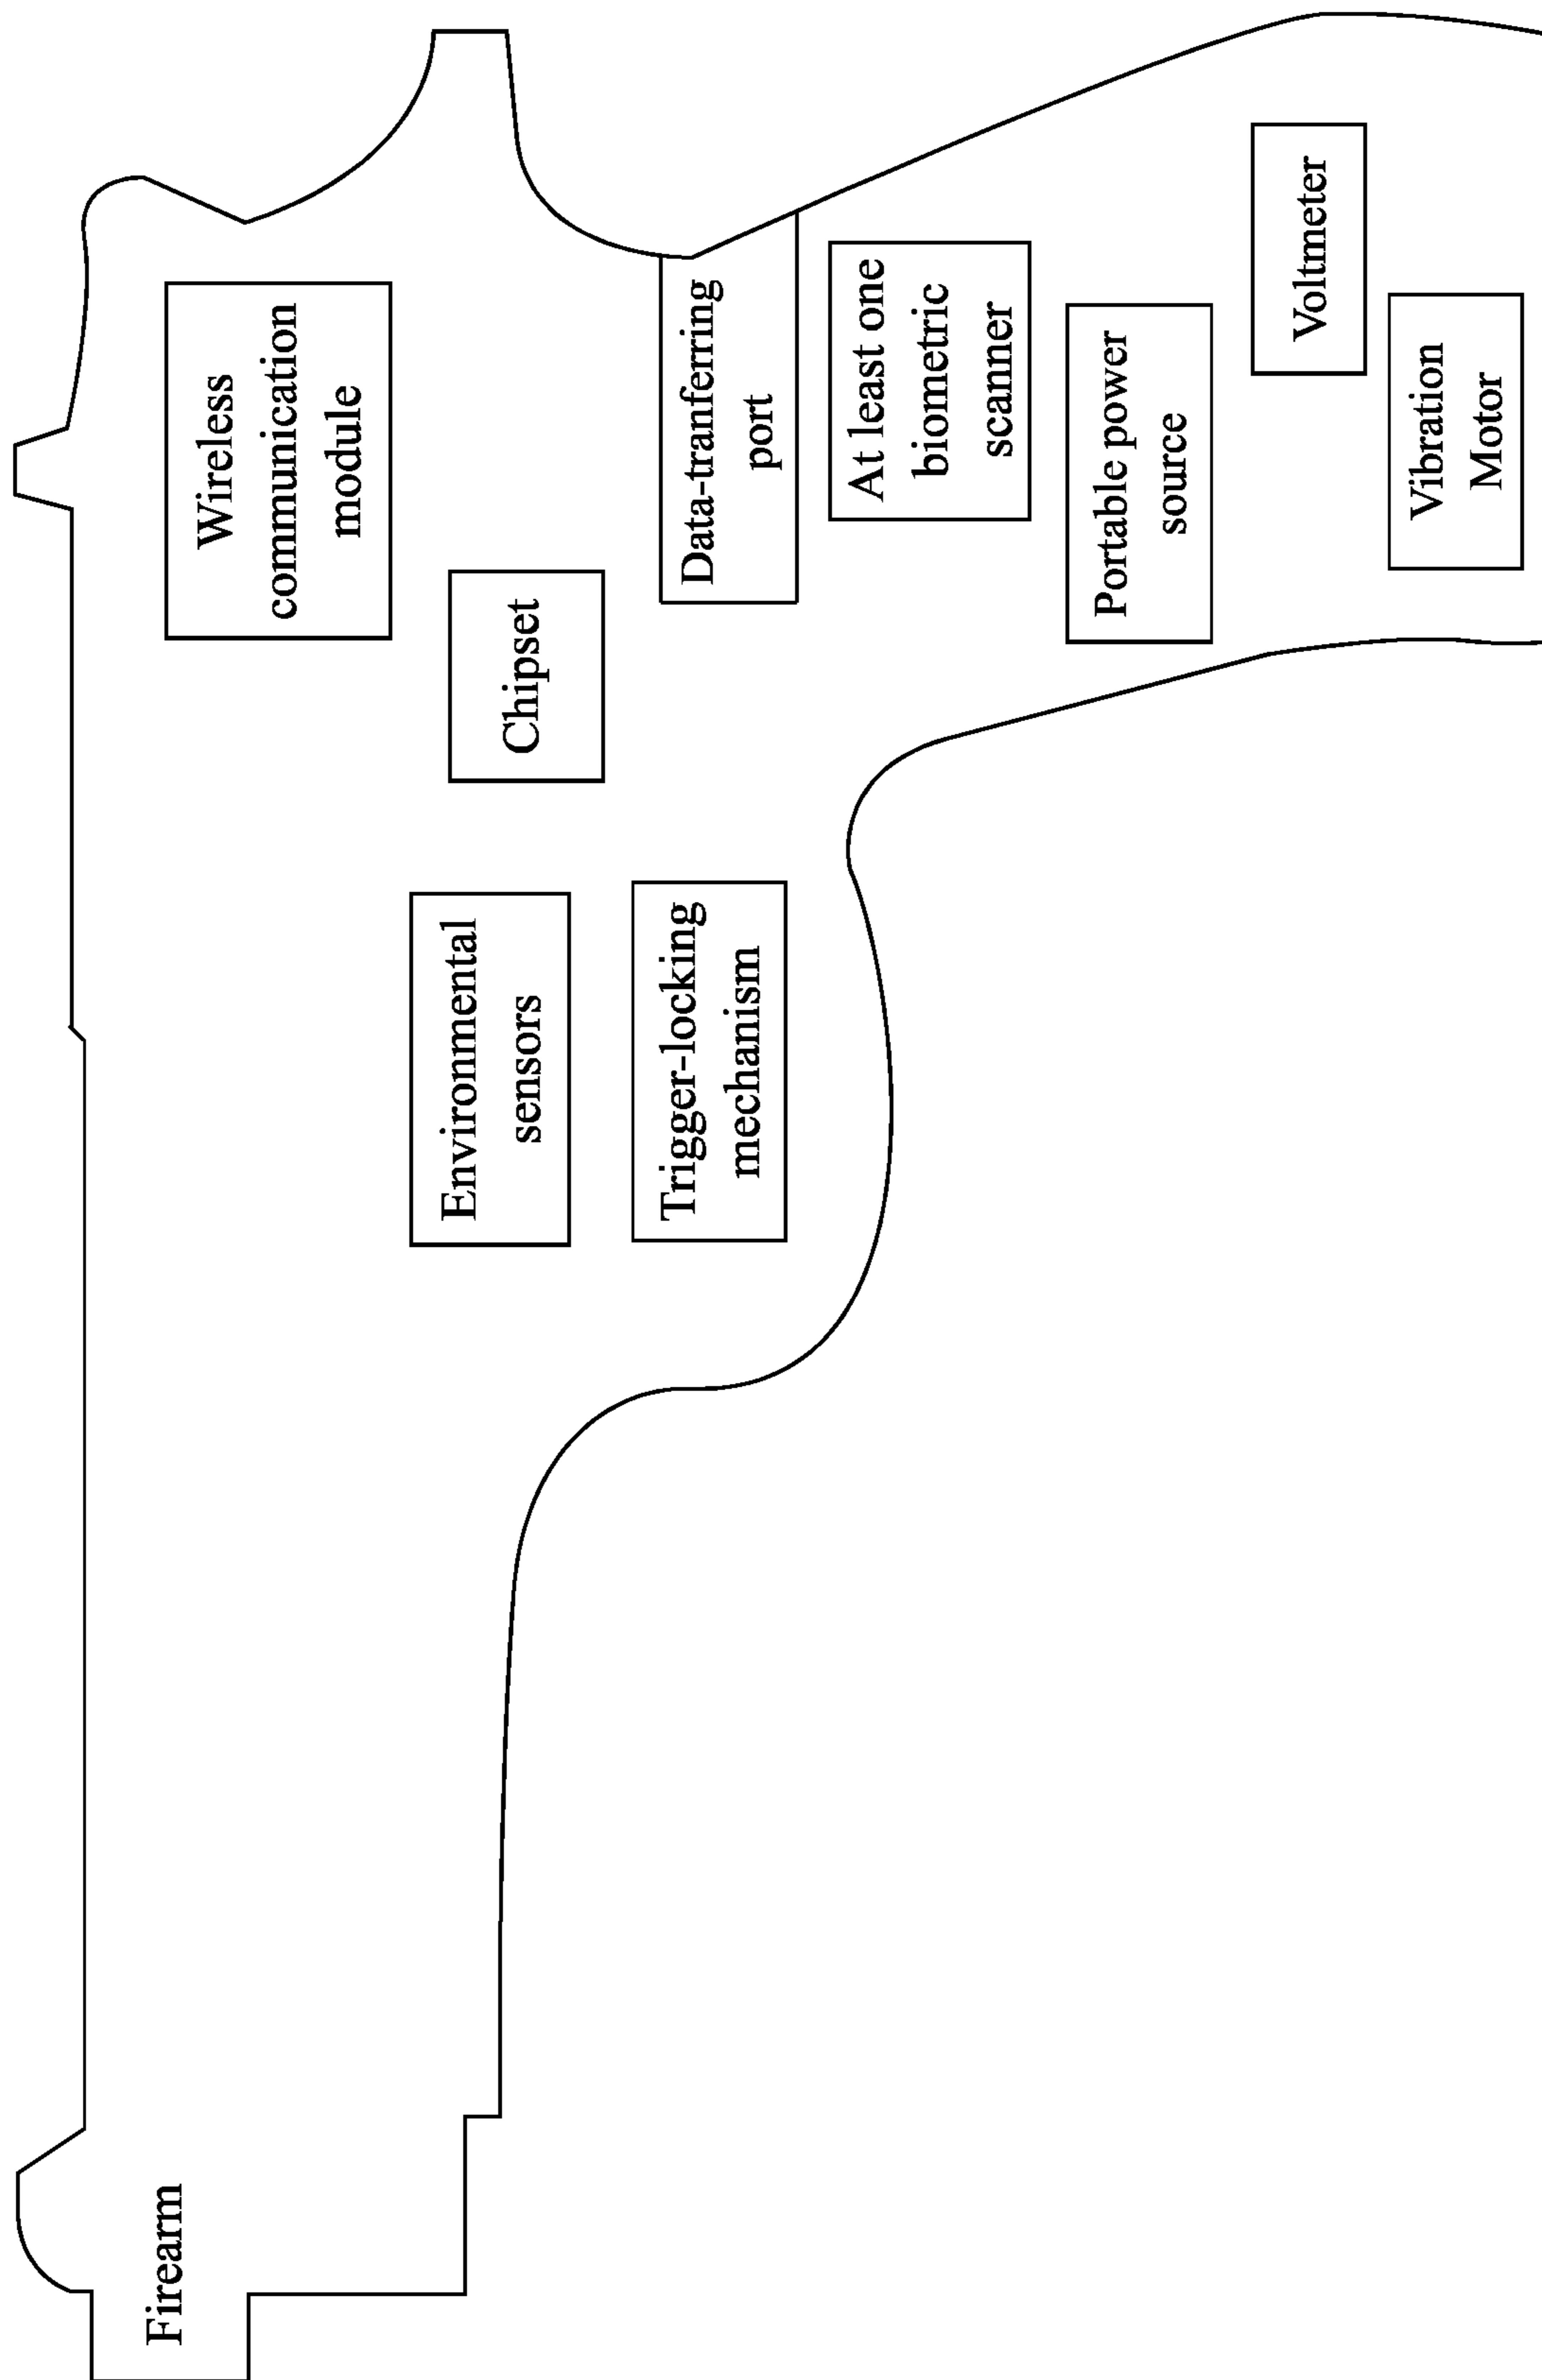 Firearm
Wireless
communication
module
Chipset
Environmental
sensors
Trigger-locking
mechanism
Data-tranferring
port
At least one
biometric
scanner
Portable power
source
Voltmeter
Vibration
Motor